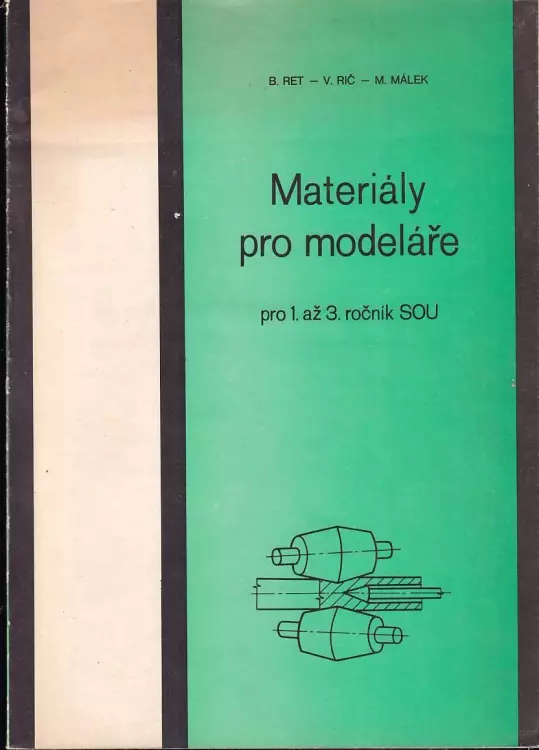 B. RET – V. RIČ – M. MÁLEK
Materiály
pro modeláře
pro 1. až 3. ročník SOU